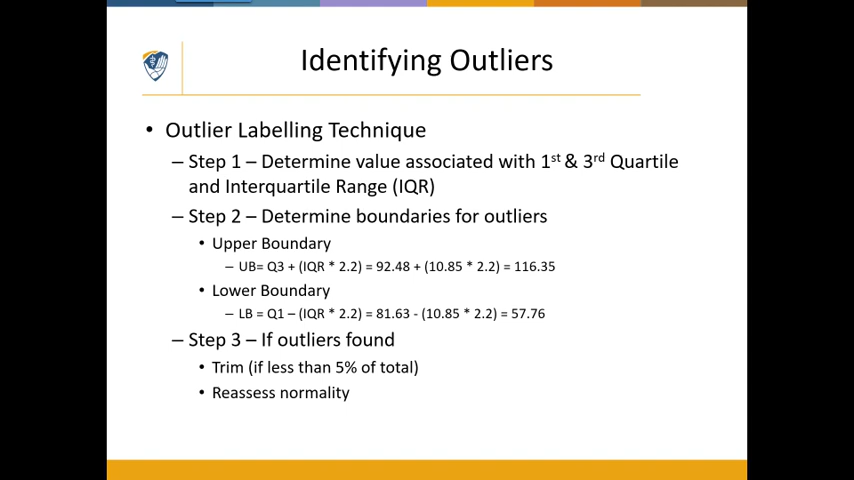 Identifying Outliers
• Outlier Labelling Technique
– Step 1 – Determine value associated with 1st & 3rd Quartile
and Interquartile Range (IQR)
– Step 2 – Determine boundaries for outliers
• Upper Boundary
– UB= Q3 + (IQR * 2.2) = 92.48 + (10.85 * 2.2) = 116.35
• Lower Boundary
– LB = Q1 – (IQR * 2.2) = 81.63 - (10.85 * 2.2) = 57.76
– Step 3 – If outliers found
• Trim (if less than 5% of total)
• Reassess normality